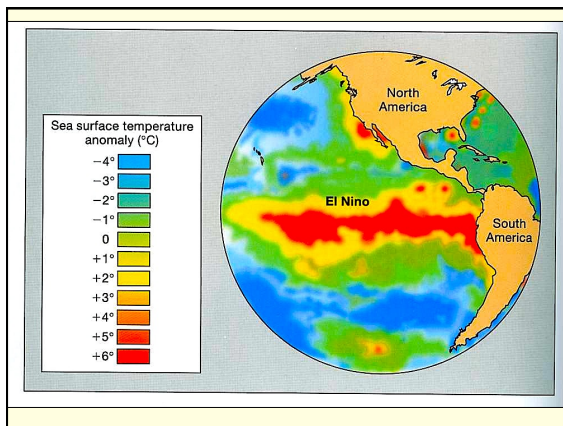 Sea surface temperature
anomaly (°C)
−4°
−3°
−2°
−1°
0
+1°
+2°
+3°
+4°
+5°
+6°
North
America
El Nino
South
America